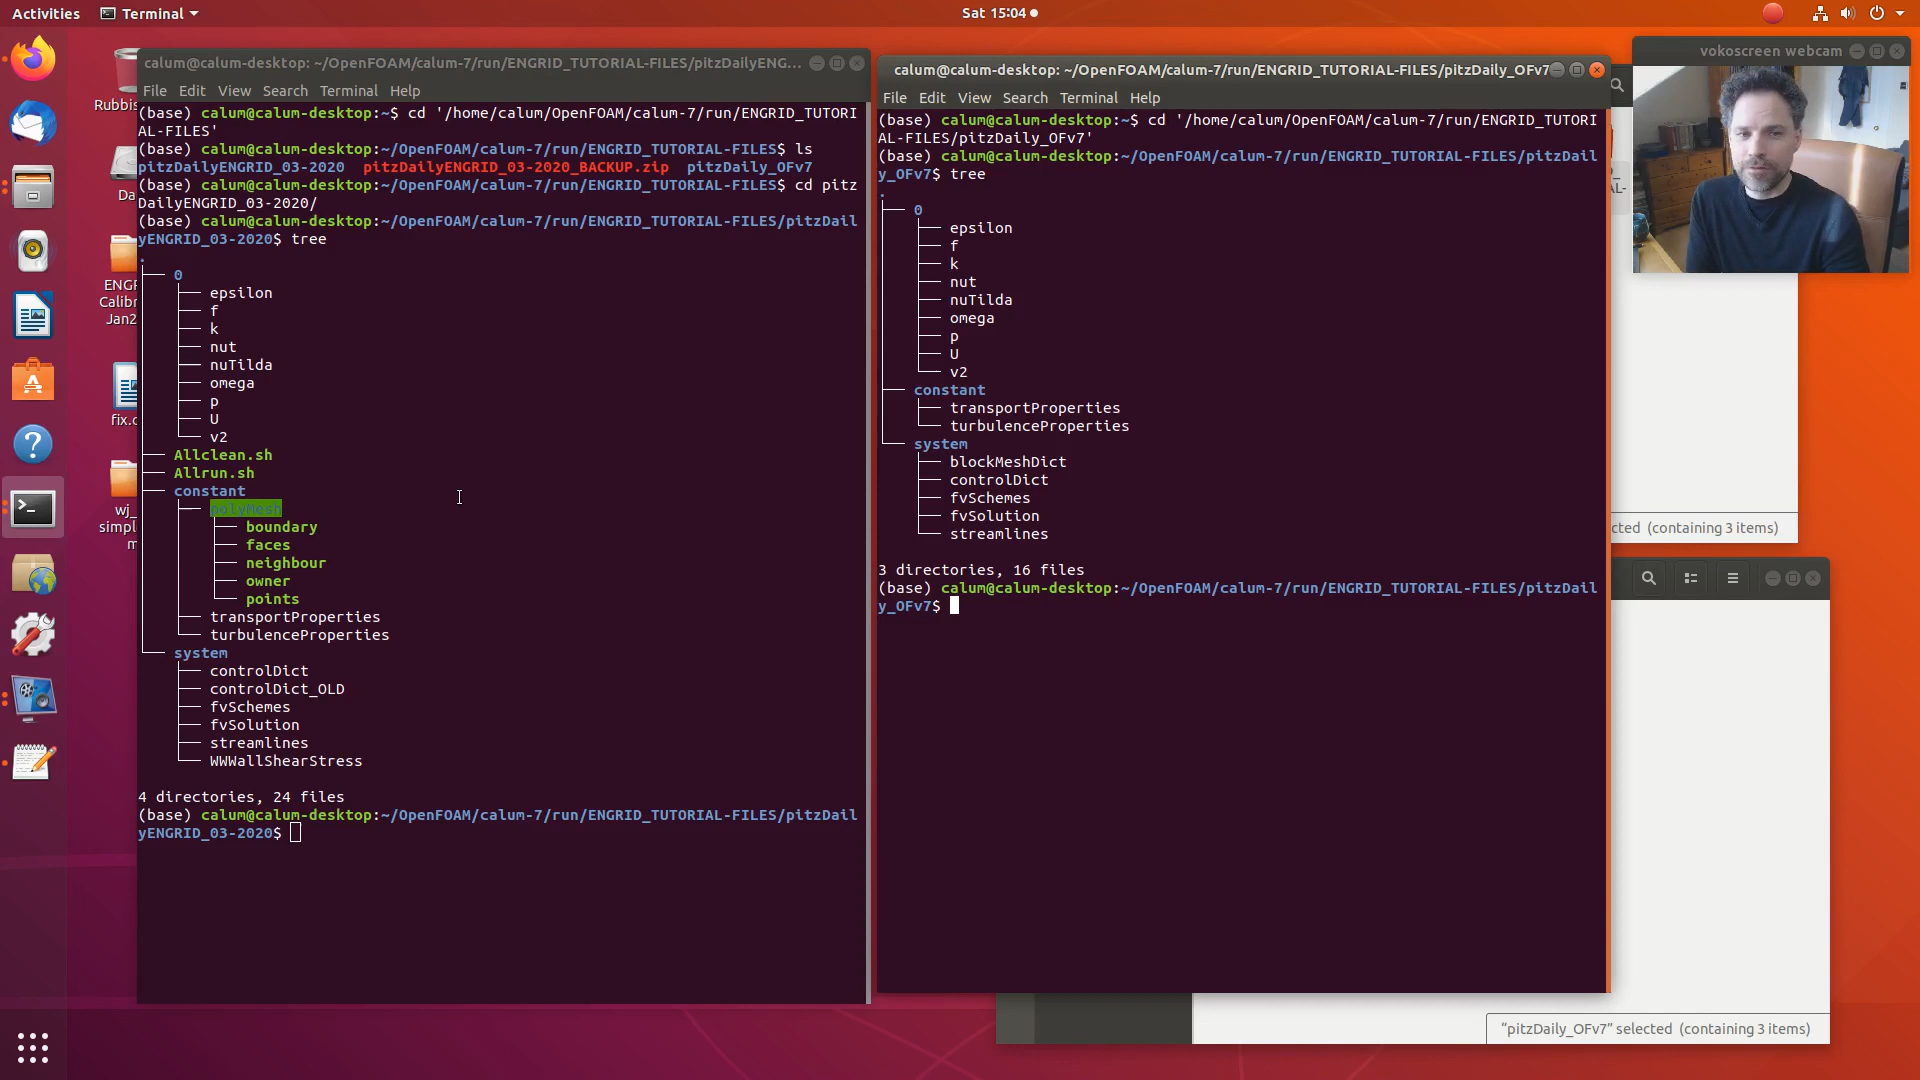 Activities
Terminal
Sat 15:04
calum@calum-desktop: ~/OpenFOAM/calum-7/run/ENGRID_TUTORIAL-FILES/pitzDailyENG...
File Edit View Search Terminal Help
(base) calum@calum-desktop:~$ cd '/home/calum/OpenFOAM/calum-7/run/ENGRID_TUTORI
AL-FILES'
(base) calum@calum-desktop:~/OpenFOAM/calum-7/run/ENGRID_TUTORIAL-FILES$ ls
pitzDailyENGRID_03-2020 pitzDailyENGRID_03-2020_BACKUP.zip pitzDaily_OFv7
(base) calum@calum-desktop:~/OpenFOAM/calum-7/run/ENGRID_TUTORIAL-FILES$ cd pitz
DailyENGRID_03-2020/
(base) calum@calum-desktop:~/OpenFOAM/calum-7/run/ENGRID_TUTORIAL-FILES/pitzDail
yENGRID_03-2020$ tree
.
0
epsilon
f
k
nut
nuTilda
omega
p
U
v2
Allclean.sh
Allrun.sh
constant
polyMesh
boundary
faces
neighbour
owner
points
transportProperties
turbulenceProperties
system
controlDict
controlDict_OLD
fvSchemes
fvSolution
streamlines
WWWallShearStress
4 directories, 24 files
(base) calum@calum-desktop:~/OpenFOAM/calum-7/run/ENGRID_TUTORIAL-FILES/pitzDail
yENGRID_03-2020$
calum@calum-desktop: ~/OpenFOAM/calum-7/run/ENGRID_TUTORIAL-FILES/pitzDaily_OFv7
File Edit View Search Terminal Help
(base) calum@calum-desktop:~$ cd '/home/calum/OpenFOAM/calum-7/run/ENGRID_TUTORI
AL-FILES/pitzDaily_OFv7'
(base) calum@calum-desktop:~/OpenFOAM/calum-7/run/ENGRID_TUTORIAL-FILES/pitzDail
y_OFv7$ tree
.
0
epsilon
f
k
nut
nuTilda
omega
p
U
v2
constant
transportProperties
turbulenceProperties
system
blockMeshDict
controlDict
fvSchemes
fvSolution
streamlines
3 directories, 16 files
(base) calum@calum-desktop:~/OpenFOAM/calum-7/run/ENGRID_TUTORIAL-FILES/pitzDail
y_OFv7$
vokoscreen webcam
Rubbis
Da
ENGR
Calibr
Jan2
fix.c
wj_
simpl
m
cted (containing 3 items)
"pitzDaily_OFv7" selected (containing 3 items)